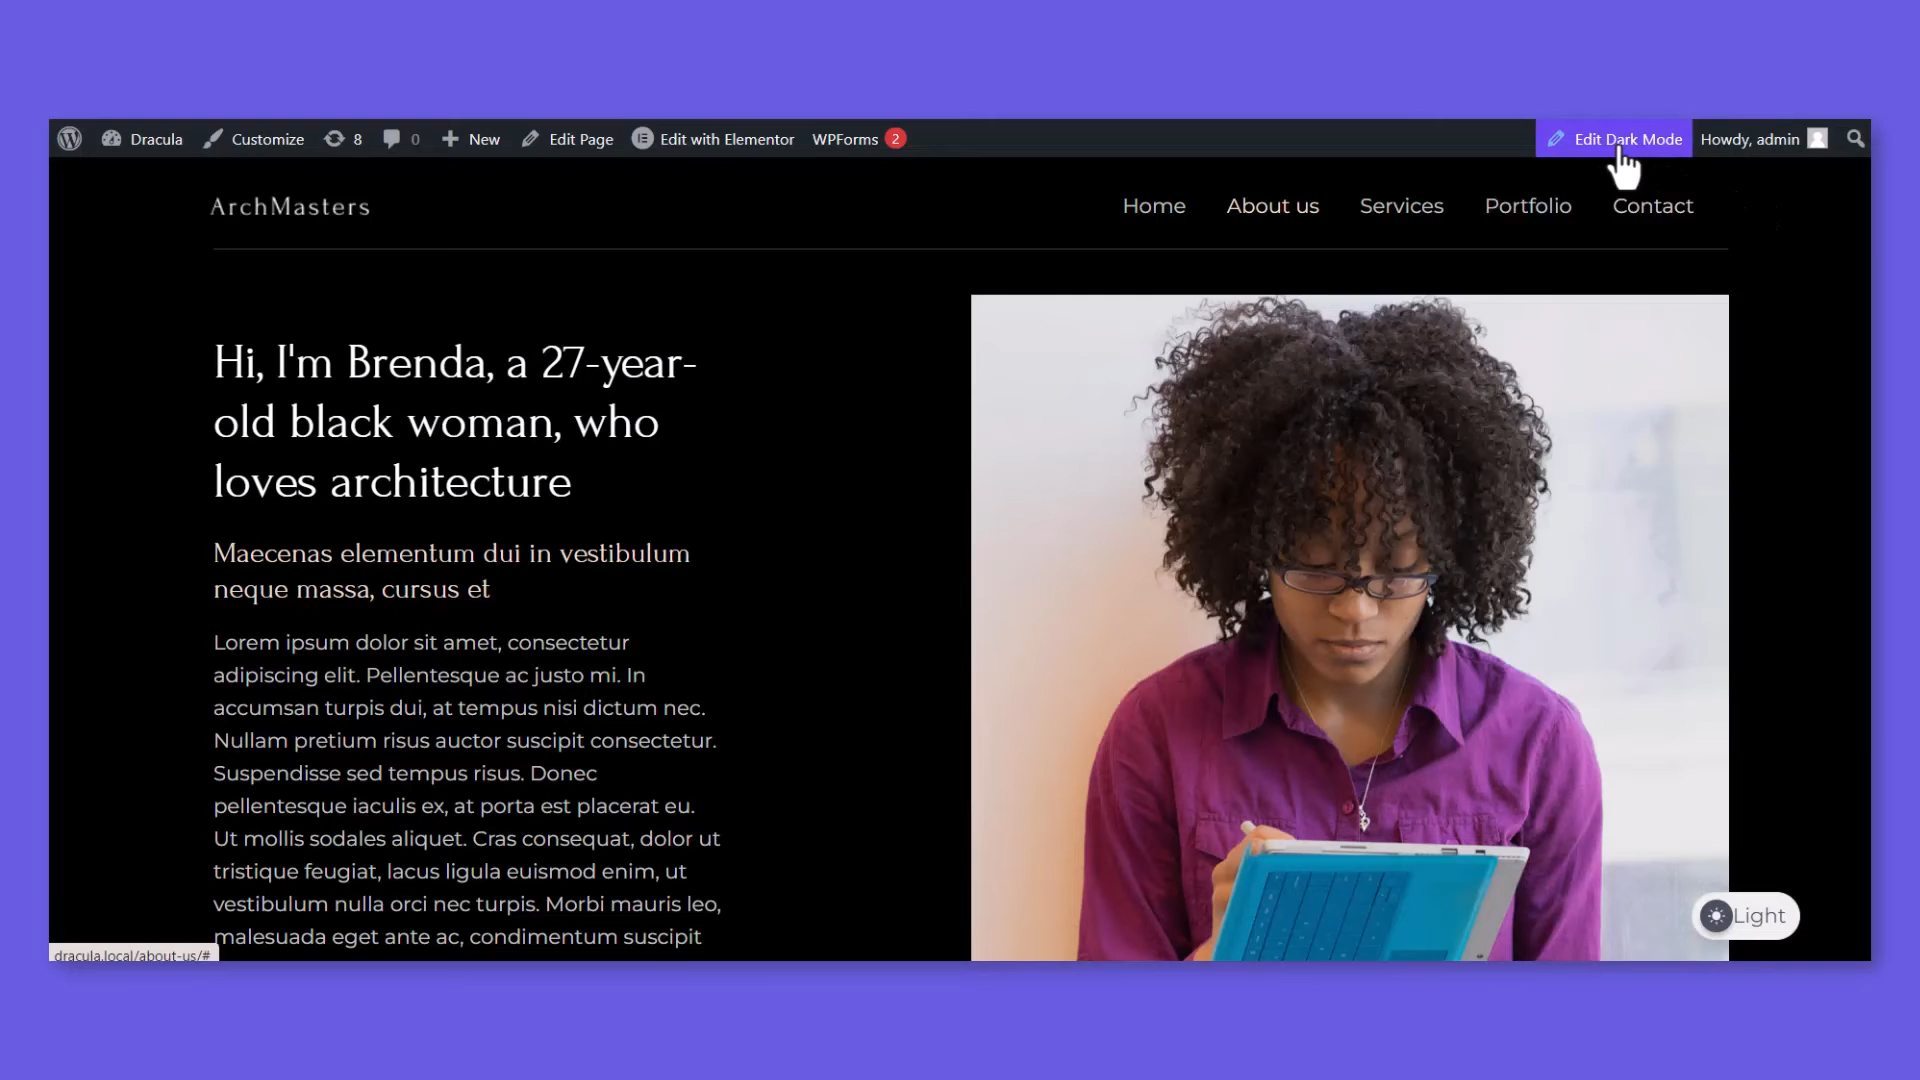 Dracula Customize 8 0 New Edit Page Edit with Elementor WPForms 2 Edit Dark Mode Howdy, admin
ArchMasters Home About us Services Portfolio Contact
Hi, I'm Brenda, a 27-year-
old black woman, who
loves architecture
Maecenas elementum dui in vestibulum
neque massa, cursus et
Lorem ipsum dolor sit amet, consectetur
adipiscing elit. Pellentesque ac justo mi. In
accumsan turpis dui, at tempus nisi dictum nec.
Nullam pretium risus auctor suscipit consectetur.
Suspendisse sed tempus risus. Donec
pellentesque iaculis ex, at porta est placerat eu.
Ut mollis sodales aliquet. Cras consequat, dolor ut
tristique feugiat, lacus ligula euismod enim, ut
vestibulum nulla orci nec turpis. Morbi mauris leo,
malesuada eget ante ac, condimentum suscipit
Light
dracula.local/about-us/#